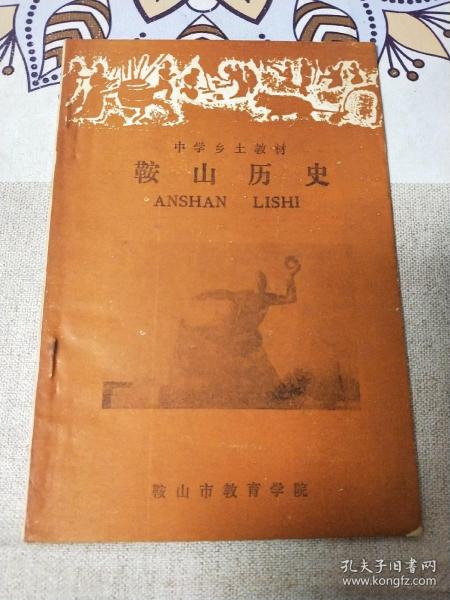 中学乡土教材
鞍山历史
ANSHAN LISHI
鞍山市教育学院
孔夫子旧书网
www.kongfz.com